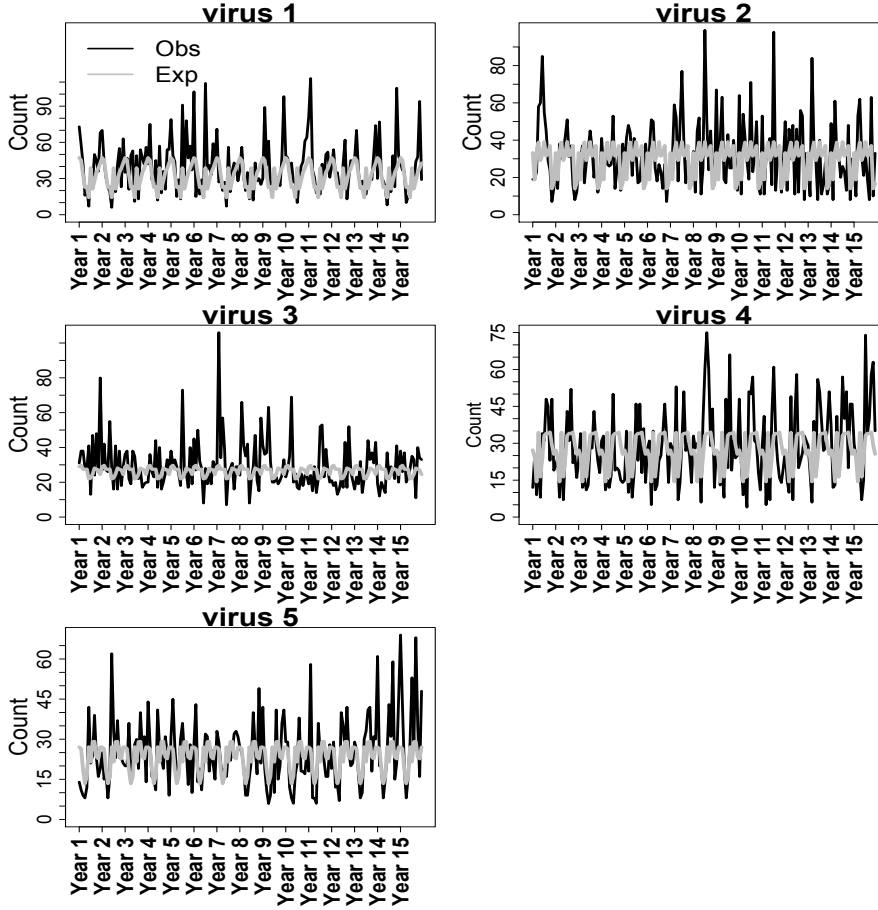 virus 1
Obs
Exp
Count
0
30
50
70
90
Year 1
Year 2
Year 3
Year 4
Year 5
Year 6
Year 7
Year 8
Year 9
Year 10
Year 11
Year 12
Year 13
Year 14
Year 15
virus 2
Count
0
20
40
60
80
Year 1
Year 2
Year 3
Year 4
Year 5
Year 6
Year 7
Year 8
Year 9
Year 10
Year 11
Year 12
Year 13
Year 14
Year 15
virus 3
Count
0
20
40
60
80
Year 1
Year 2
Year 3
Year 4
Year 5
Year 6
Year 7
Year 8
Year 9
Year 10
Year 11
Year 12
Year 13
Year 14
Year 15
virus 4
Count
0
15
30
45
60
75
Year 1
Year 2
Year 3
Year 4
Year 5
Year 6
Year 7
Year 8
Year 9
Year 10
Year 11
Year 12
Year 13
Year 14
Year 15
virus 5
Count
0
15
30
45
60
Year 1
Year 2
Year 3
Year 4
Year 5
Year 6
Year 7
Year 8
Year 9
Year 10
Year 11
Year 12
Year 13
Year 14
Year 15